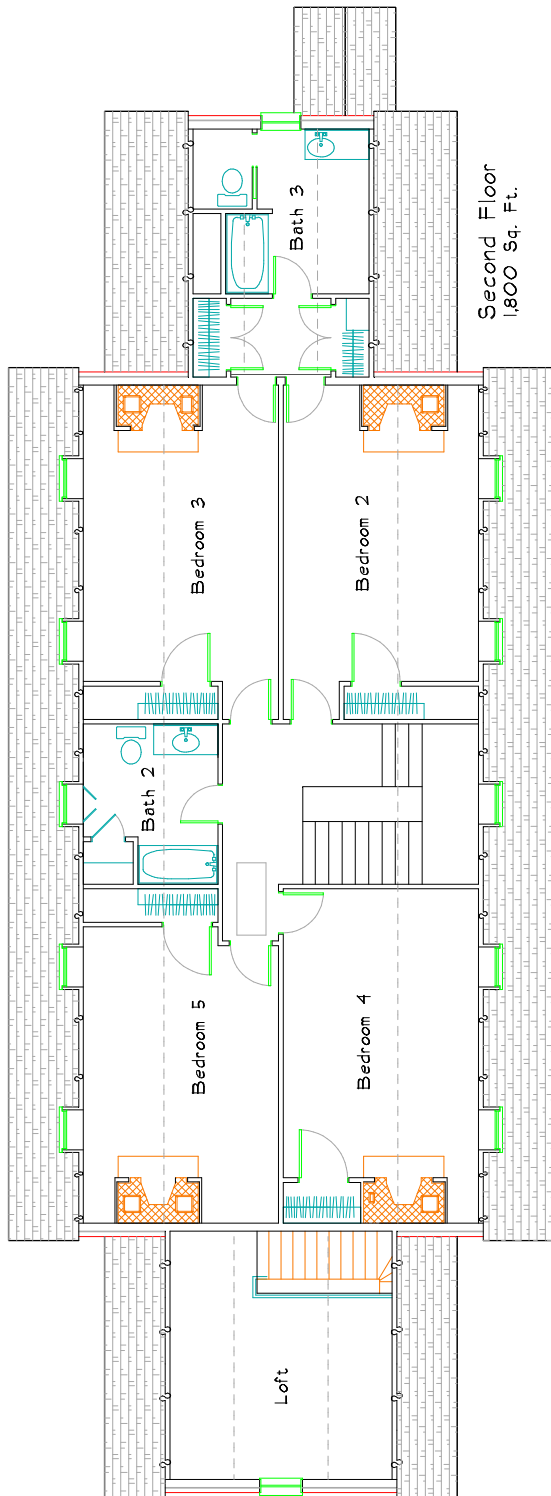 Second Floor
1,800 Sq. Ft.
Bath 3
Bedroom 3
Bedroom 2
Bath 2
Bedroom 5
Bedroom 4
Loft